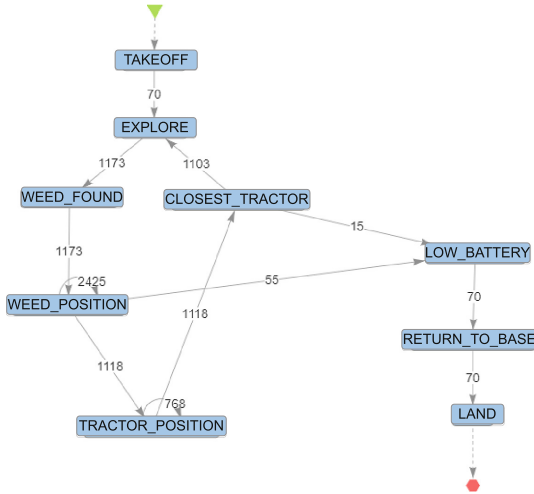 TAKEOFF
70
EXPLORE
1173
1103
WEED_FOUND
CLOSEST_TRACTOR
15
1173
LOW_BATTERY
2425
55
WEED_POSITION
70
RETURN_TO_BASE
1118
1118
70
768
LAND
TRACTOR_POSITION